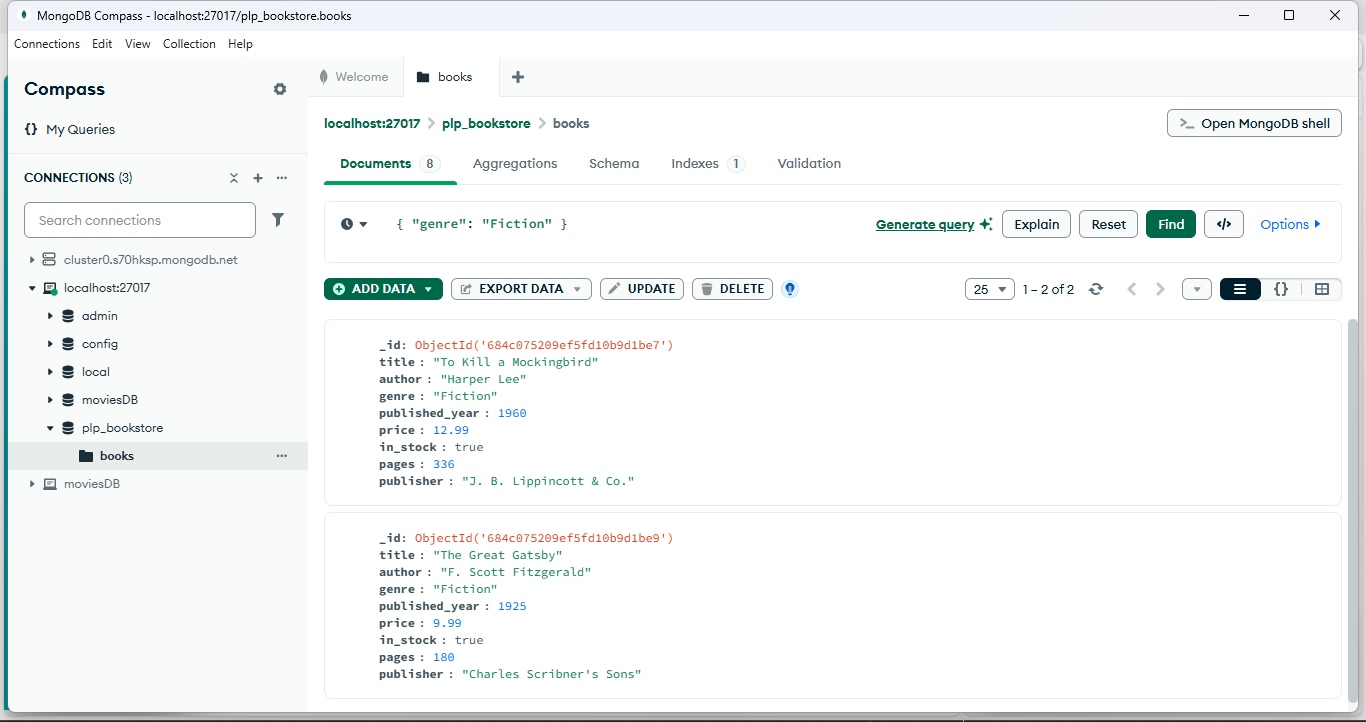 MongoDB Compass - localhost:27017/plp_bookstore.books
Connections Edit View Collection Help
Compass
My Queries
CONNECTIONS (3)
Search connections
cluster0.s70hksp.mongodb.net
localhost:27017
admin
config
local
moviesDB
plp_bookstore
books
moviesDB
Welcome
books
localhost:27017 > plp_bookstore > books
>_ Open MongoDB shell
Documents 8 Aggregations Schema Indexes 1 Validation
{ "genre": "Fiction" }
Generate query Explain Reset Find </> Options
ADD DATA EXPORT DATA UPDATE DELETE 25 1 – 2 of 2 {}
_id: ObjectId('684c075209ef5fd10b9d1be7')
title : "To Kill a Mockingbird"
author : "Harper Lee"
genre : "Fiction"
published_year : 1960
price : 12.99
in_stock : true
pages : 336
publisher : "J. B. Lippincott & Co."
_id: ObjectId('684c075209ef5fd10b9d1be9')
title : "The Great Gatsby"
author : "F. Scott Fitzgerald"
genre : "Fiction"
published_year : 1925
price : 9.99
in_stock : true
pages : 180
publisher : "Charles Scribner's Sons"